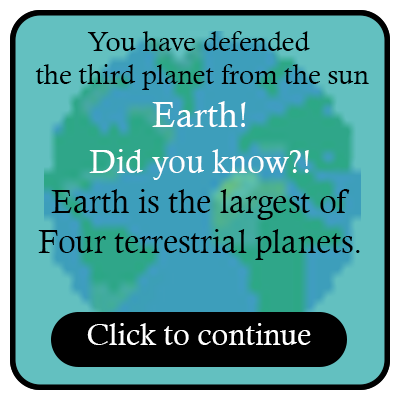 You have defended
the third planet from the sun
Earth!
Did you know?!
Earth is the largest of
Four terrestrial planets.
Click to continue